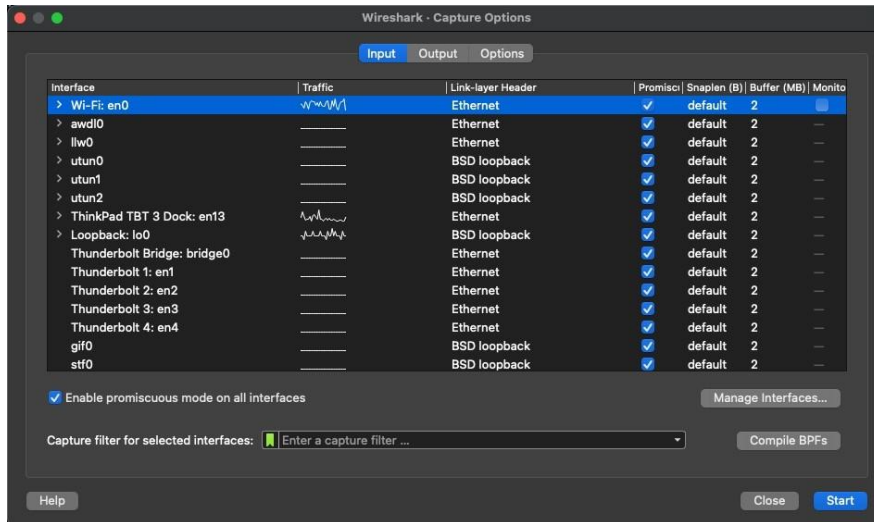 Wireshark · Capture Options
Input Output Options
Interface Traffic Link-layer Header Promisci Snaplen (B) Buffer (MB) Monito
Wi-Fi: en0 Ethernet default 2
awdl0 Ethernet default 2 —
llw0 Ethernet default 2 —
utun0 BSD loopback default 2 —
utun1 BSD loopback default 2 —
utun2 BSD loopback default 2 —
ThinkPad TBT 3 Dock: en13 Ethernet default 2 —
Loopback: lo0 BSD loopback default 2 —
Thunderbolt Bridge: bridge0 Ethernet default 2 —
Thunderbolt 1: en1 Ethernet default 2 —
Thunderbolt 2: en2 Ethernet default 2 —
Thunderbolt 3: en3 Ethernet default 2 —
Thunderbolt 4: en4 Ethernet default 2 —
gif0 BSD loopback default 2 —
stf0 BSD loopback default 2 —
Enable promiscuous mode on all interfaces Manage Interfaces...
Capture filter for selected interfaces: Enter a capture filter ... Compile BPFs
Help Close Start